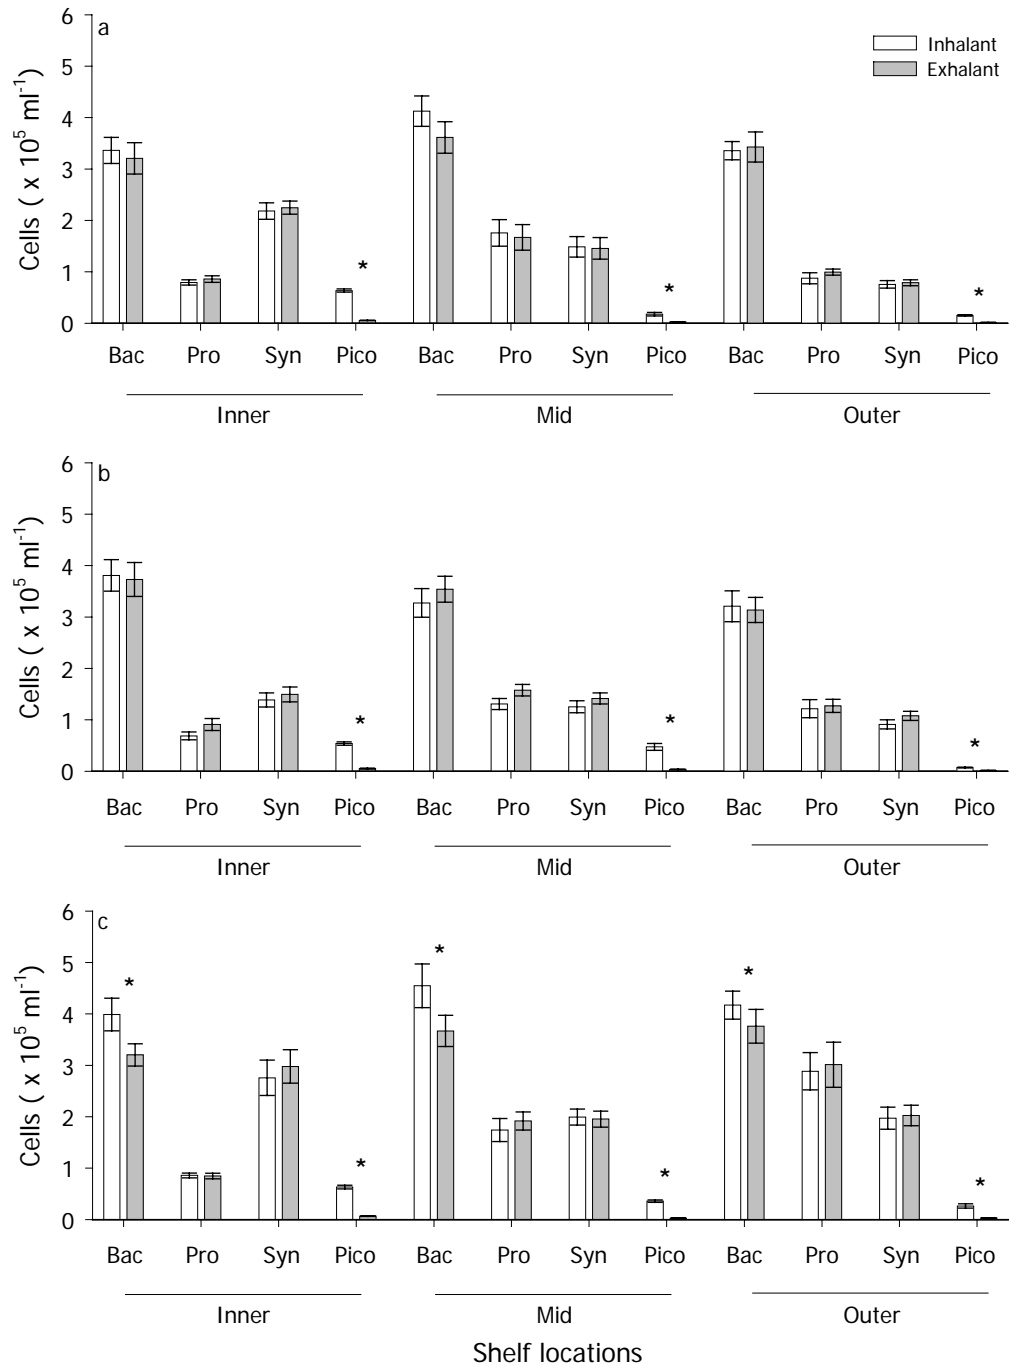 a
Inhalant
Exhalant
Cells ( x 10⁵ ml⁻¹)
6
5
4
3
2
1
0
*
*
*
Bac Pro Syn Pico Bac Pro Syn Pico Bac Pro Syn Pico
Inner Mid Outer
b
Cells ( x 10⁵ ml⁻¹)
6
5
4
3
2
1
0
*
*
*
Bac Pro Syn Pico Bac Pro Syn Pico Bac Pro Syn Pico
Inner Mid Outer
c
Cells ( x 10⁵ ml⁻¹)
6
5
4
3
2
1
0
*
*
*
*
*
*
Bac Pro Syn Pico Bac Pro Syn Pico Bac Pro Syn Pico
Inner Mid Outer
Shelf locations